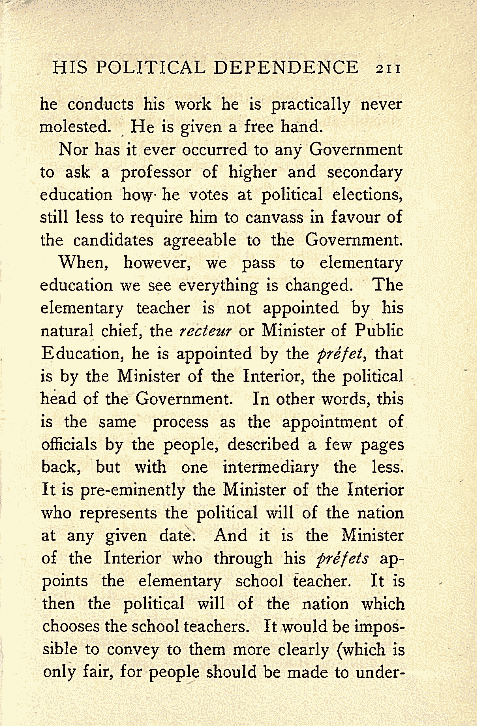 HIS POLITICAL DEPENDENCE 211
he conducts his work he is practically never
molested. He is given a free hand.
Nor has it ever occurred to any Government
to ask a professor of higher and secondary
education how he votes at political elections,
still less to require him to canvass in favour of
the candidates agreeable to the Government.
When, however, we pass to elementary
education we see everything is changed. The
elementary teacher is not appointed by his
natural chief, the recteur or Minister of Public
Education, he is appointed by the préfet, that
is by the Minister of the Interior, the political
head of the Government. In other words, this
is the same process as the appointment of
officials by the people, described a few pages
back, but with one intermediary the less.
It is pre-eminently the Minister of the Interior
who represents the political will of the nation
at any given date. And it is the Minister
of the Interior who through his préfets ap-
points the elementary school teacher. It is
then the political will of the nation which
chooses the school teachers. It would be impos-
sible to convey to them more clearly (which is
only fair, for people should be made to under-